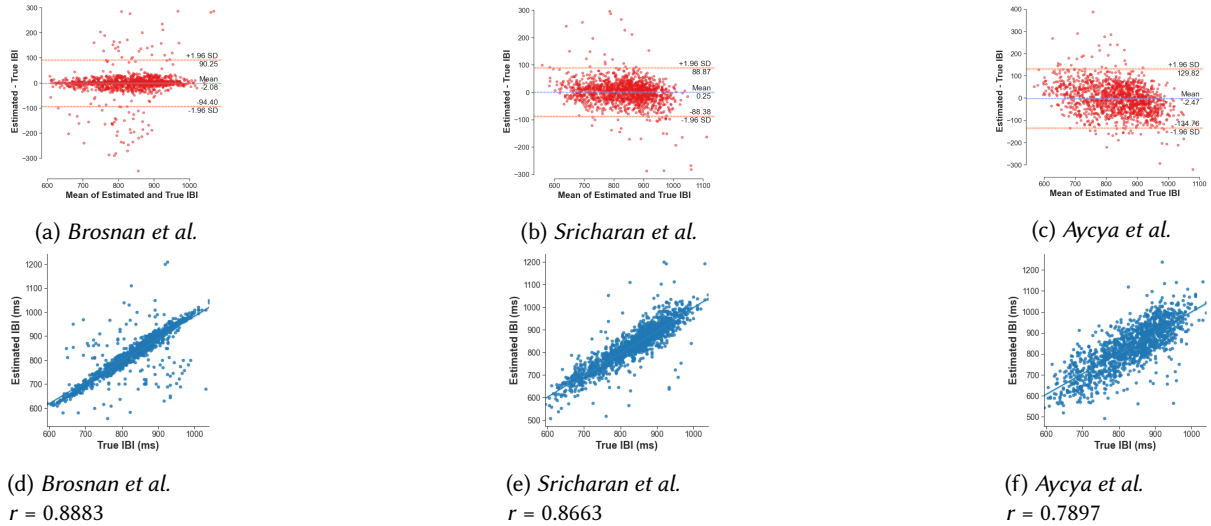 300
200
100
0
−100
−200
−300
Estimated - True IBI
+1.96 SD
90.25
Mean
-2.08
-94.40
-1.96 SD
600 700 800 900 1000
Mean of Estimated and True IBI
(a) Brosnan et al.
300
200
100
0
−100
−200
−300
Estimated - True IBI
+1.96 SD
88.87
Mean
0.25
-88.38
-1.96 SD
600 700 800 900 1000 1100
Mean of Estimated and True IBI
(b) Sricharan et al.
400
300
200
100
0
−100
−200
−300
Estimated - True IBI
+1.96 SD
129.82
Mean
-2.47
-134.76
-1.96 SD
600 700 800 900 1000 1100
Mean of Estimated and True IBI
(c) Aycya et al.
1200
1100
1000
900
800
700
600
Estimated IBI (ms)
600 700 800 900 1000
True IBI (ms)
(d) Brosnan et al.
r = 0.8883
1200
1100
1000
900
800
700
600
500
Estimated IBI (ms)
600 700 800 900 1000
True IBI (ms)
(e) Sricharan et al.
r = 0.8663
1200
1100
1000
900
800
700
600
500
Estimated IBI (ms)
600 700 800 900 1000
True IBI (ms)
(f) Aycya et al.
r = 0.7897